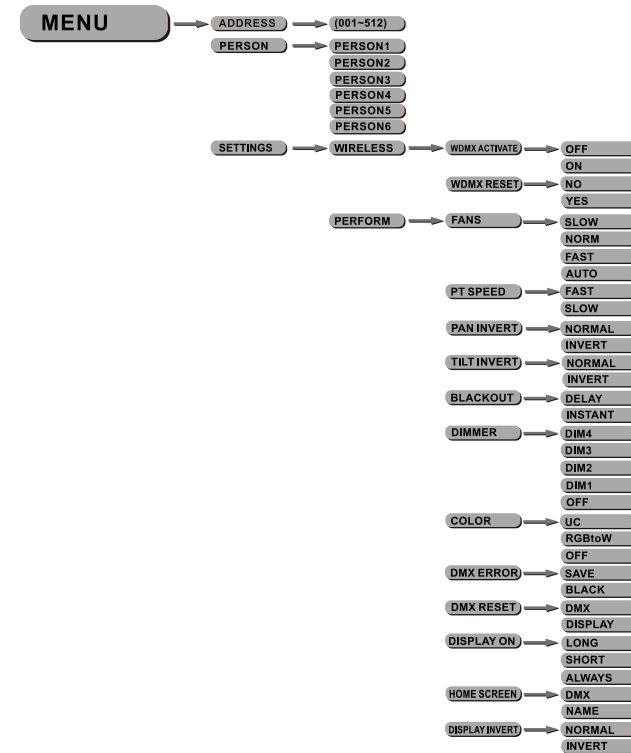 MENU ADDRESS (001~512)
PERSON PERSON1
PERSON2
PERSON3
PERSON4
PERSON5
PERSON6
SETTINGS WIRELESS WDMX ACTIVATE OFF
ON
WDMX RESET NO
YES
PERFORM FANS SLOW
NORM
FAST
AUTO
PT SPEED FAST
SLOW
PAN INVERT NORMAL
INVERT
TILT INVERT NORMAL
INVERT
BLACKOUT DELAY
INSTANT
DIMMER DIM4
DIM3
DIM2
DIM1
OFF
COLOR UC
RGBtoW
OFF
DMX ERROR SAVE
BLACK
DMX RESET DMX
DISPLAY
DISPLAY ON LONG
SHORT
ALWAYS
HOME SCREEN DMX
NAME
DISPLAY INVERT NORMAL
INVERT